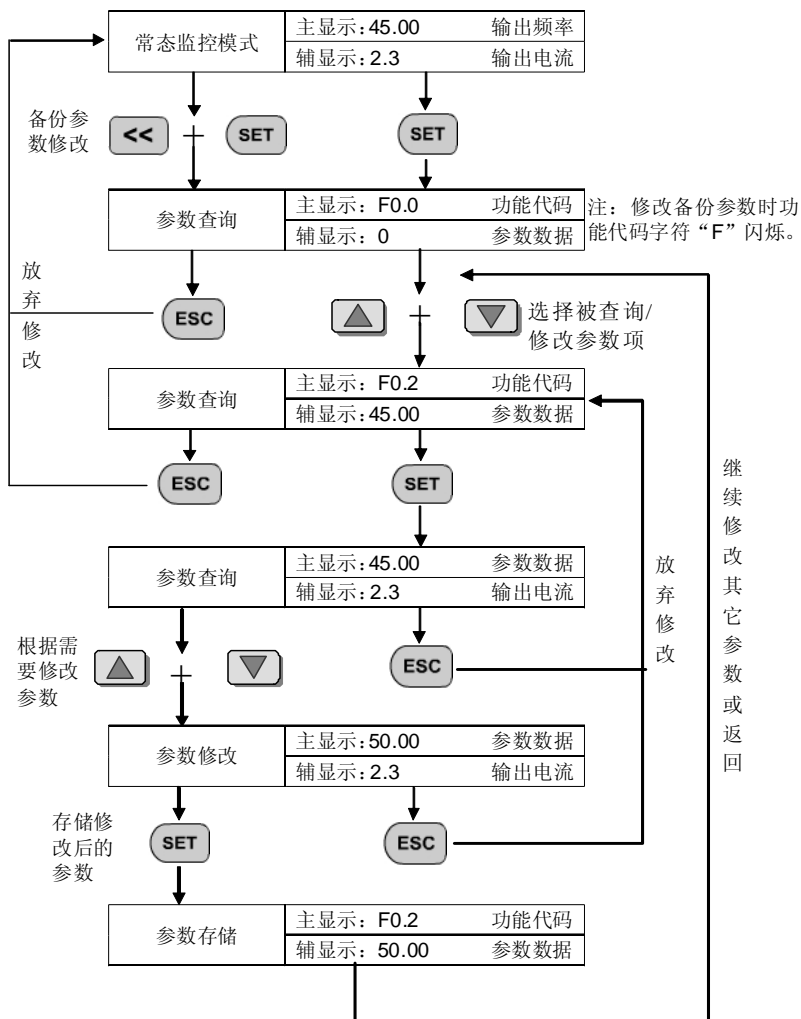 常态监控模式
主显示:45.00 输出频率
辅显示:2.3 输出电流
备份参
数修改
<< + SET
SET
参数查询
主显示: F0.0 功能代码
辅显示: 0 参数数据
注: 修改备份参数时功
能代码字符“F”闪烁。
放弃修改
ESC
+
选择被查询/
修改参数项
参数查询
主显示: F0.2 功能代码
辅显示:45.00 参数数据
ESC
SET
继续修改其它参数或返回
参数查询
主显示:45.00 参数数据
辅显示:2.3 输出电流
放弃修改
根据需
要修改
参数
+
ESC
参数修改
主显示:50.00 参数数据
辅显示:2.3 输出电流
存储修
改后的
参数
SET
ESC
参数存储
主显示: F0.2 功能代码
辅显示: 50.00 参数数据